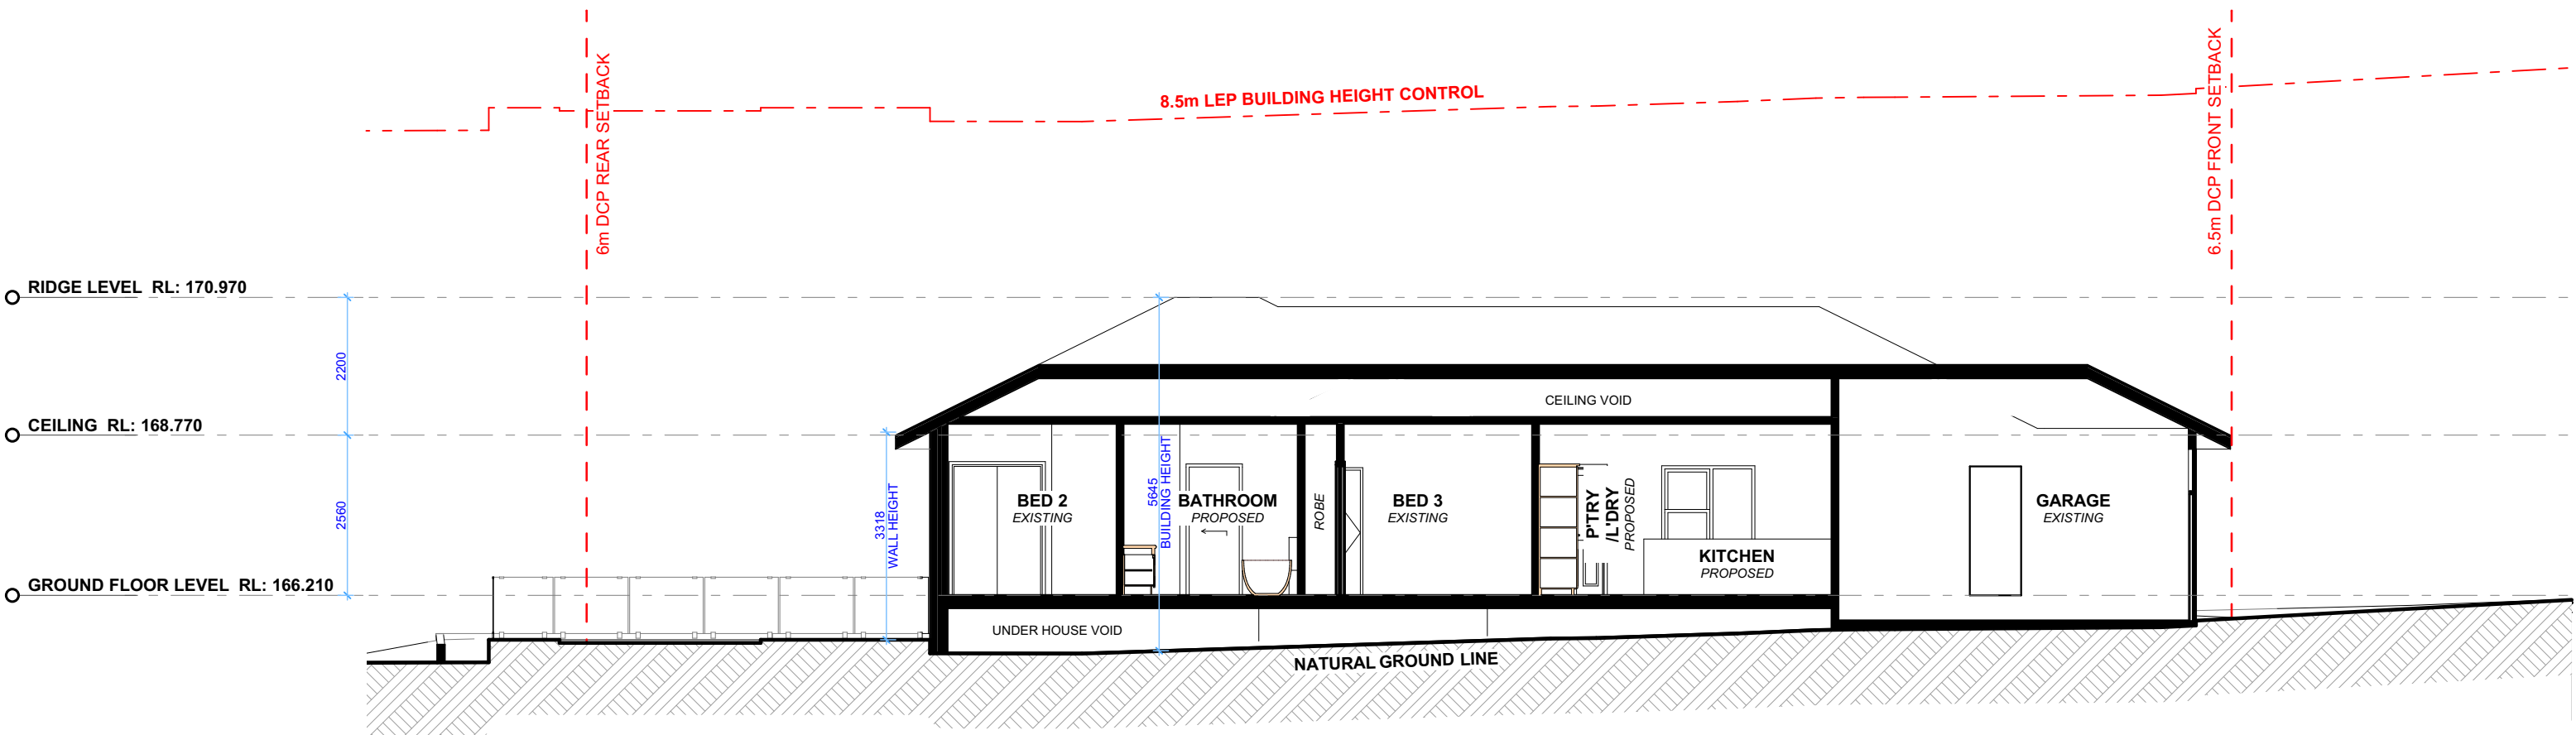 6m DCP REAR SETBACK
8.5m LEP BUILDING HEIGHT CONTROL
6.5m DCP FRONT SETBACK
RIDGE LEVEL RL: 170.970
2200
CEILING VOID
CEILING RL: 168.770
2560
3318
WALL HEIGHT
5645
BUILDING HEIGHT
BED 2
EXISTING
BATHROOM
PROPOSED
ROBE
BED 3
EXISTING
P'TRY
/L'DRY
PROPOSED
KITCHEN
PROPOSED
GARAGE
EXISTING
GROUND FLOOR LEVEL RL: 166.210
UNDER HOUSE VOID
NATURAL GROUND LINE